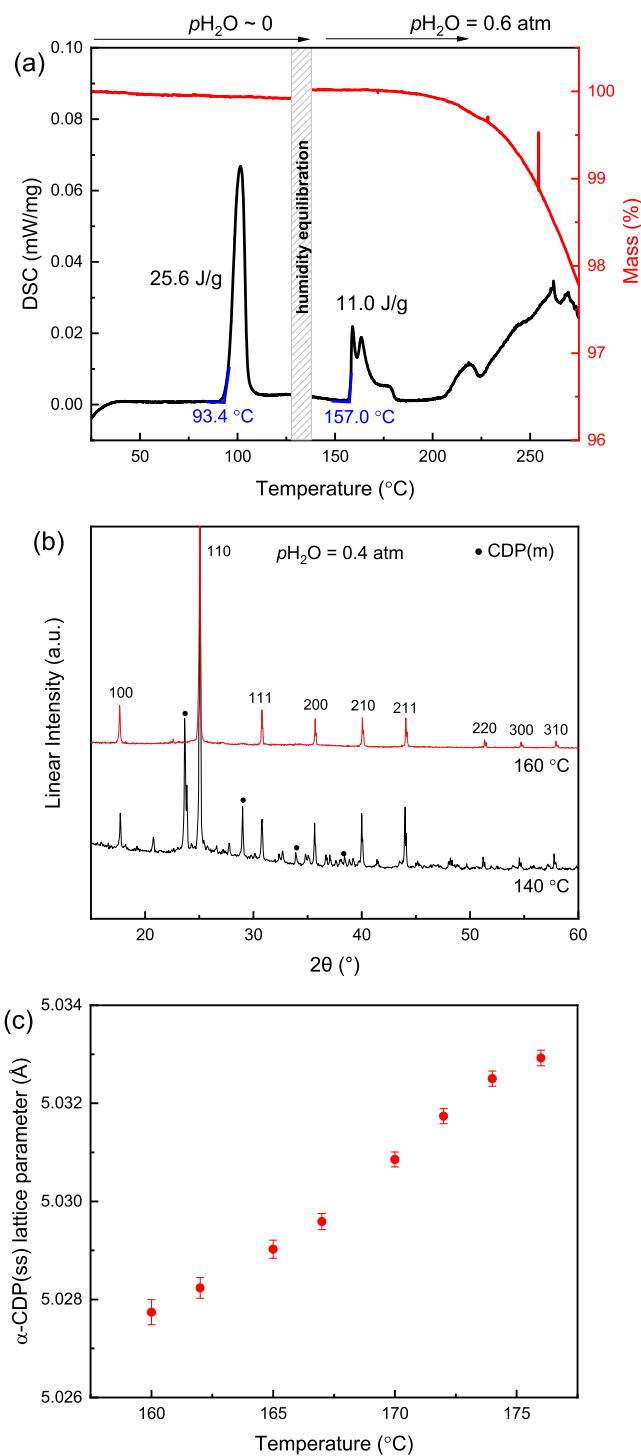 pH₂O ~ 0
pH₂O = 0.6 atm
(a)
0.10
0.08
0.06
0.04
0.02
0.00
DSC (mW/mg)
100
99
98
97
96
Mass (%)
humidity equilibration
25.6 J/g
11.0 J/g
93.4 °C
157.0 °C
50
100
150
200
250
Temperature (°C)
(b)
pH₂O = 0.4 atm
• CDP(m)
100
110
111
200
210
211
220
300
310
160 °C
140 °C
Linear Intensity (a.u.)
20
30
40
50
60
2θ (°)
(c)
5.034
5.032
5.030
5.028
5.026
α-CDP(ss) lattice parameter (Å)
160
165
170
175
Temperature (°C)